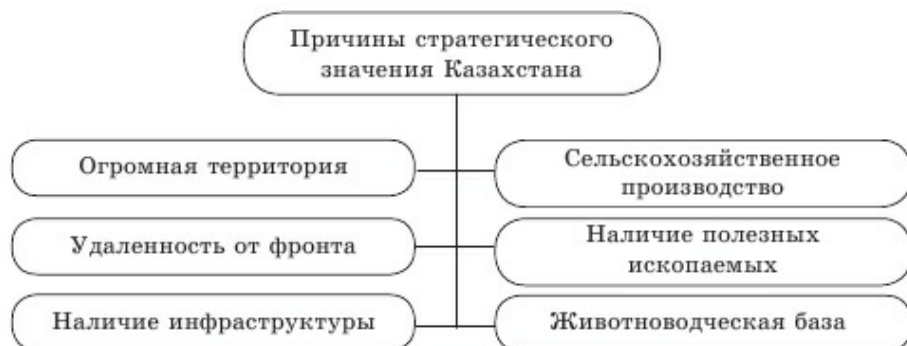 Причины стратегического
значения Казахстана
Огромная территория
Сельскохозяйственное
производство
Удаленность от фронта
Наличие полезных
ископаемых
Наличие инфраструктуры
Животноводческая база